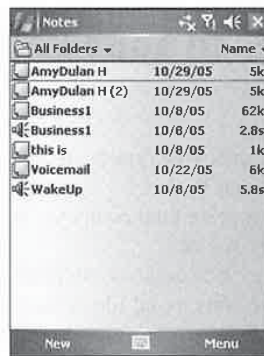 Notes
All Folders Name
AmyDulan H 10/29/05 5k
AmyDulan H (2) 10/29/05 5k
Business1 10/8/05 62k
Business1 10/8/05 2.8s
this is 10/8/05 1k
Voicemail 10/22/05 6k
WakeUp 10/8/05 5.8s
New Menu